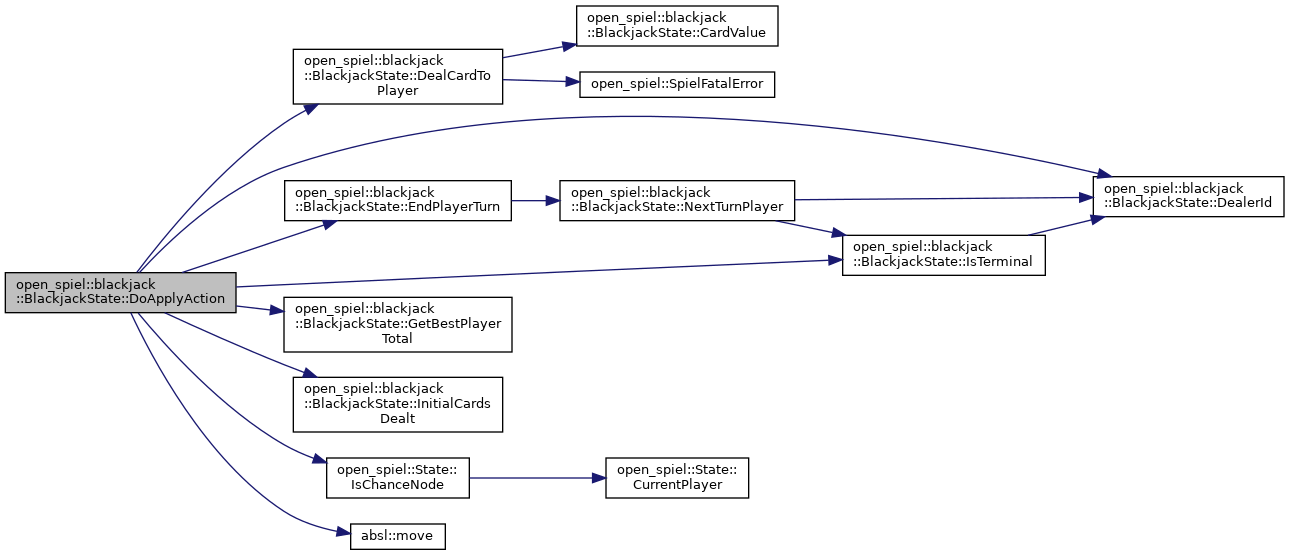 open_spiel::blackjack
::BlackjackState::DoApplyAction
open_spiel::blackjack
::BlackjackState::DealCardTo
Player
open_spiel::blackjack
::BlackjackState::CardValue
open_spiel::SpielFatalError
open_spiel::blackjack
::BlackjackState::EndPlayerTurn
open_spiel::blackjack
::BlackjackState::NextTurnPlayer
open_spiel::blackjack
::BlackjackState::DealerId
open_spiel::blackjack
::BlackjackState::IsTerminal
open_spiel::blackjack
::BlackjackState::GetBestPlayer
Total
open_spiel::blackjack
::BlackjackState::InitialCards
Dealt
open_spiel::State::
IsChanceNode
open_spiel::State::
CurrentPlayer
absl::move